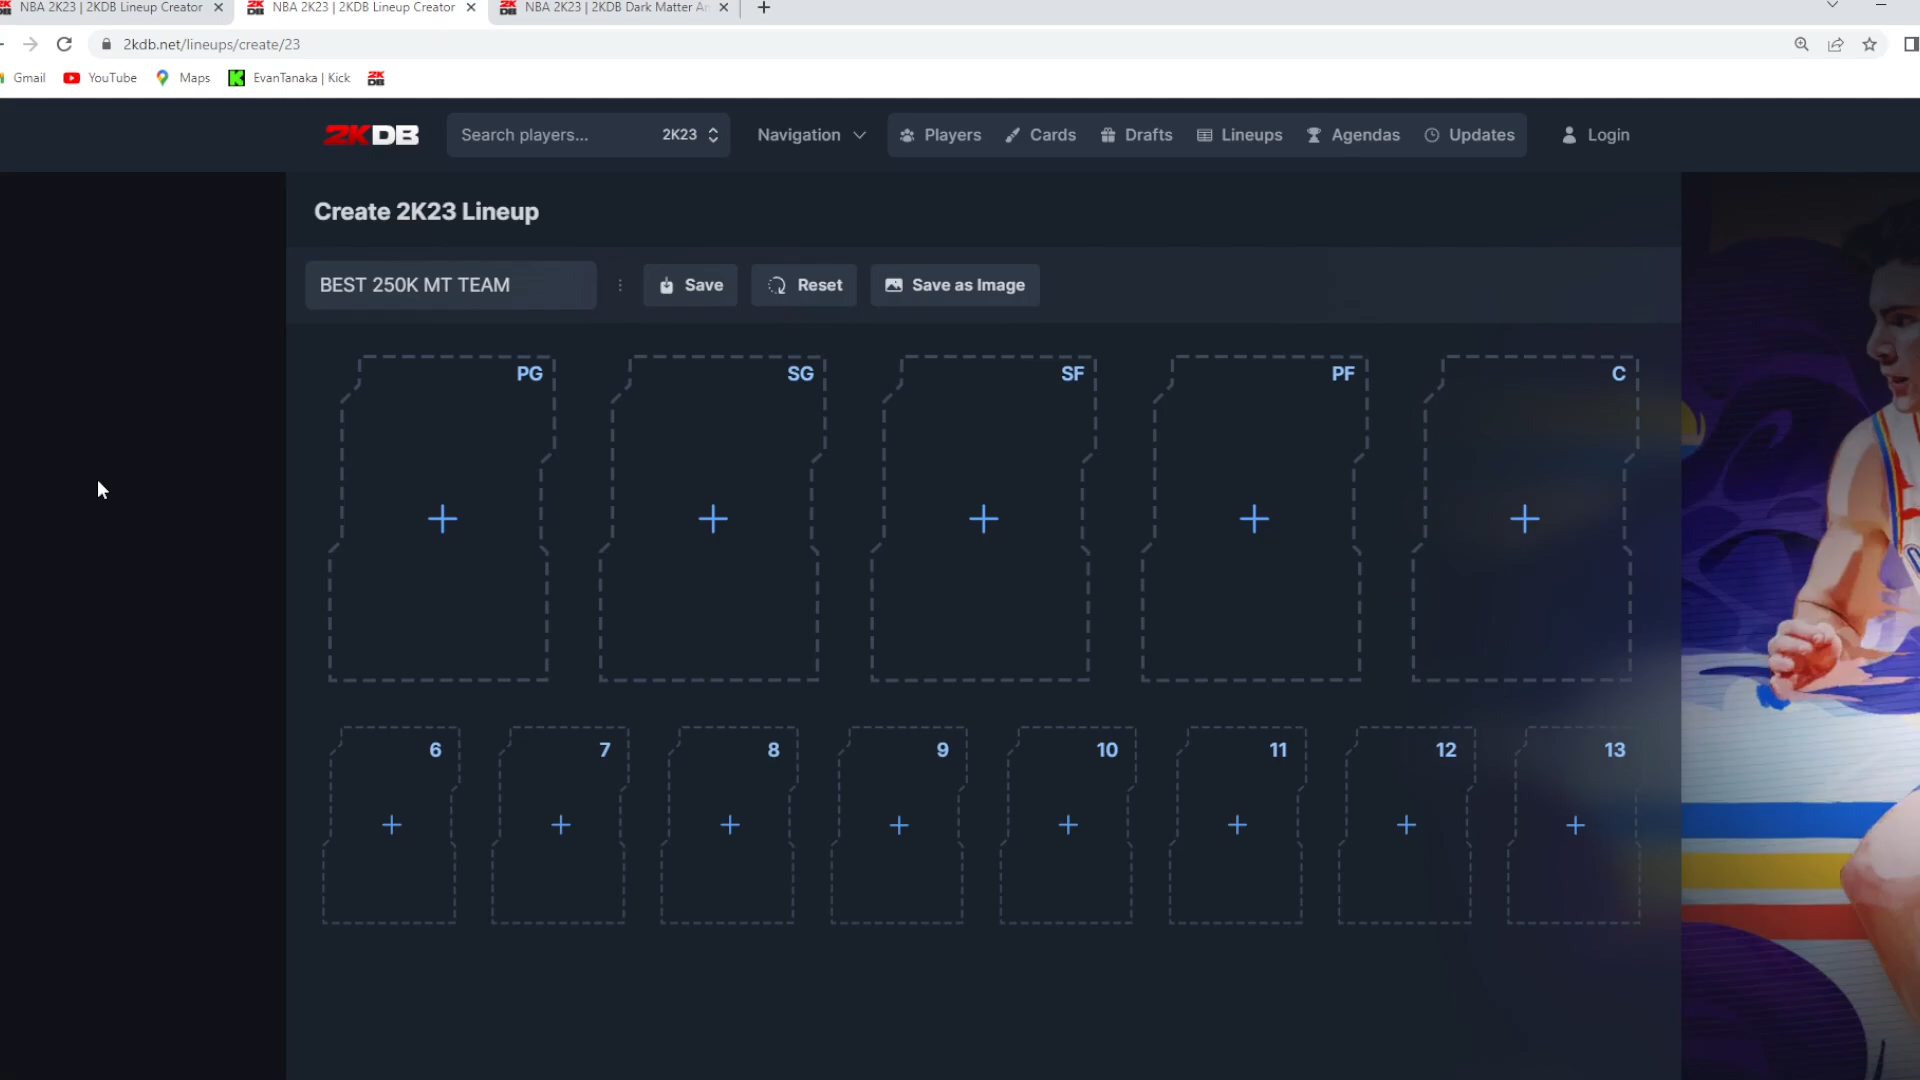 NBA 2K23 | 2KDB Lineup Creator
NBA 2K23 | 2KDB Lineup Creator
NBA 2K23 | 2KDB Dark Matter
2kdb.net/lineups/create/23
Gmail
YouTube
Maps
EvanTanaka | Kick
2K DB
2KDB
Search players...
2K23
Navigation
Players
Cards
Drafts
Lineups
Agendas
Updates
Login
Create 2K23 Lineup
BEST 250K MT TEAM
Save
Reset
Save as Image
PG
SG
SF
PF
C
6
7
8
9
10
11
12
13